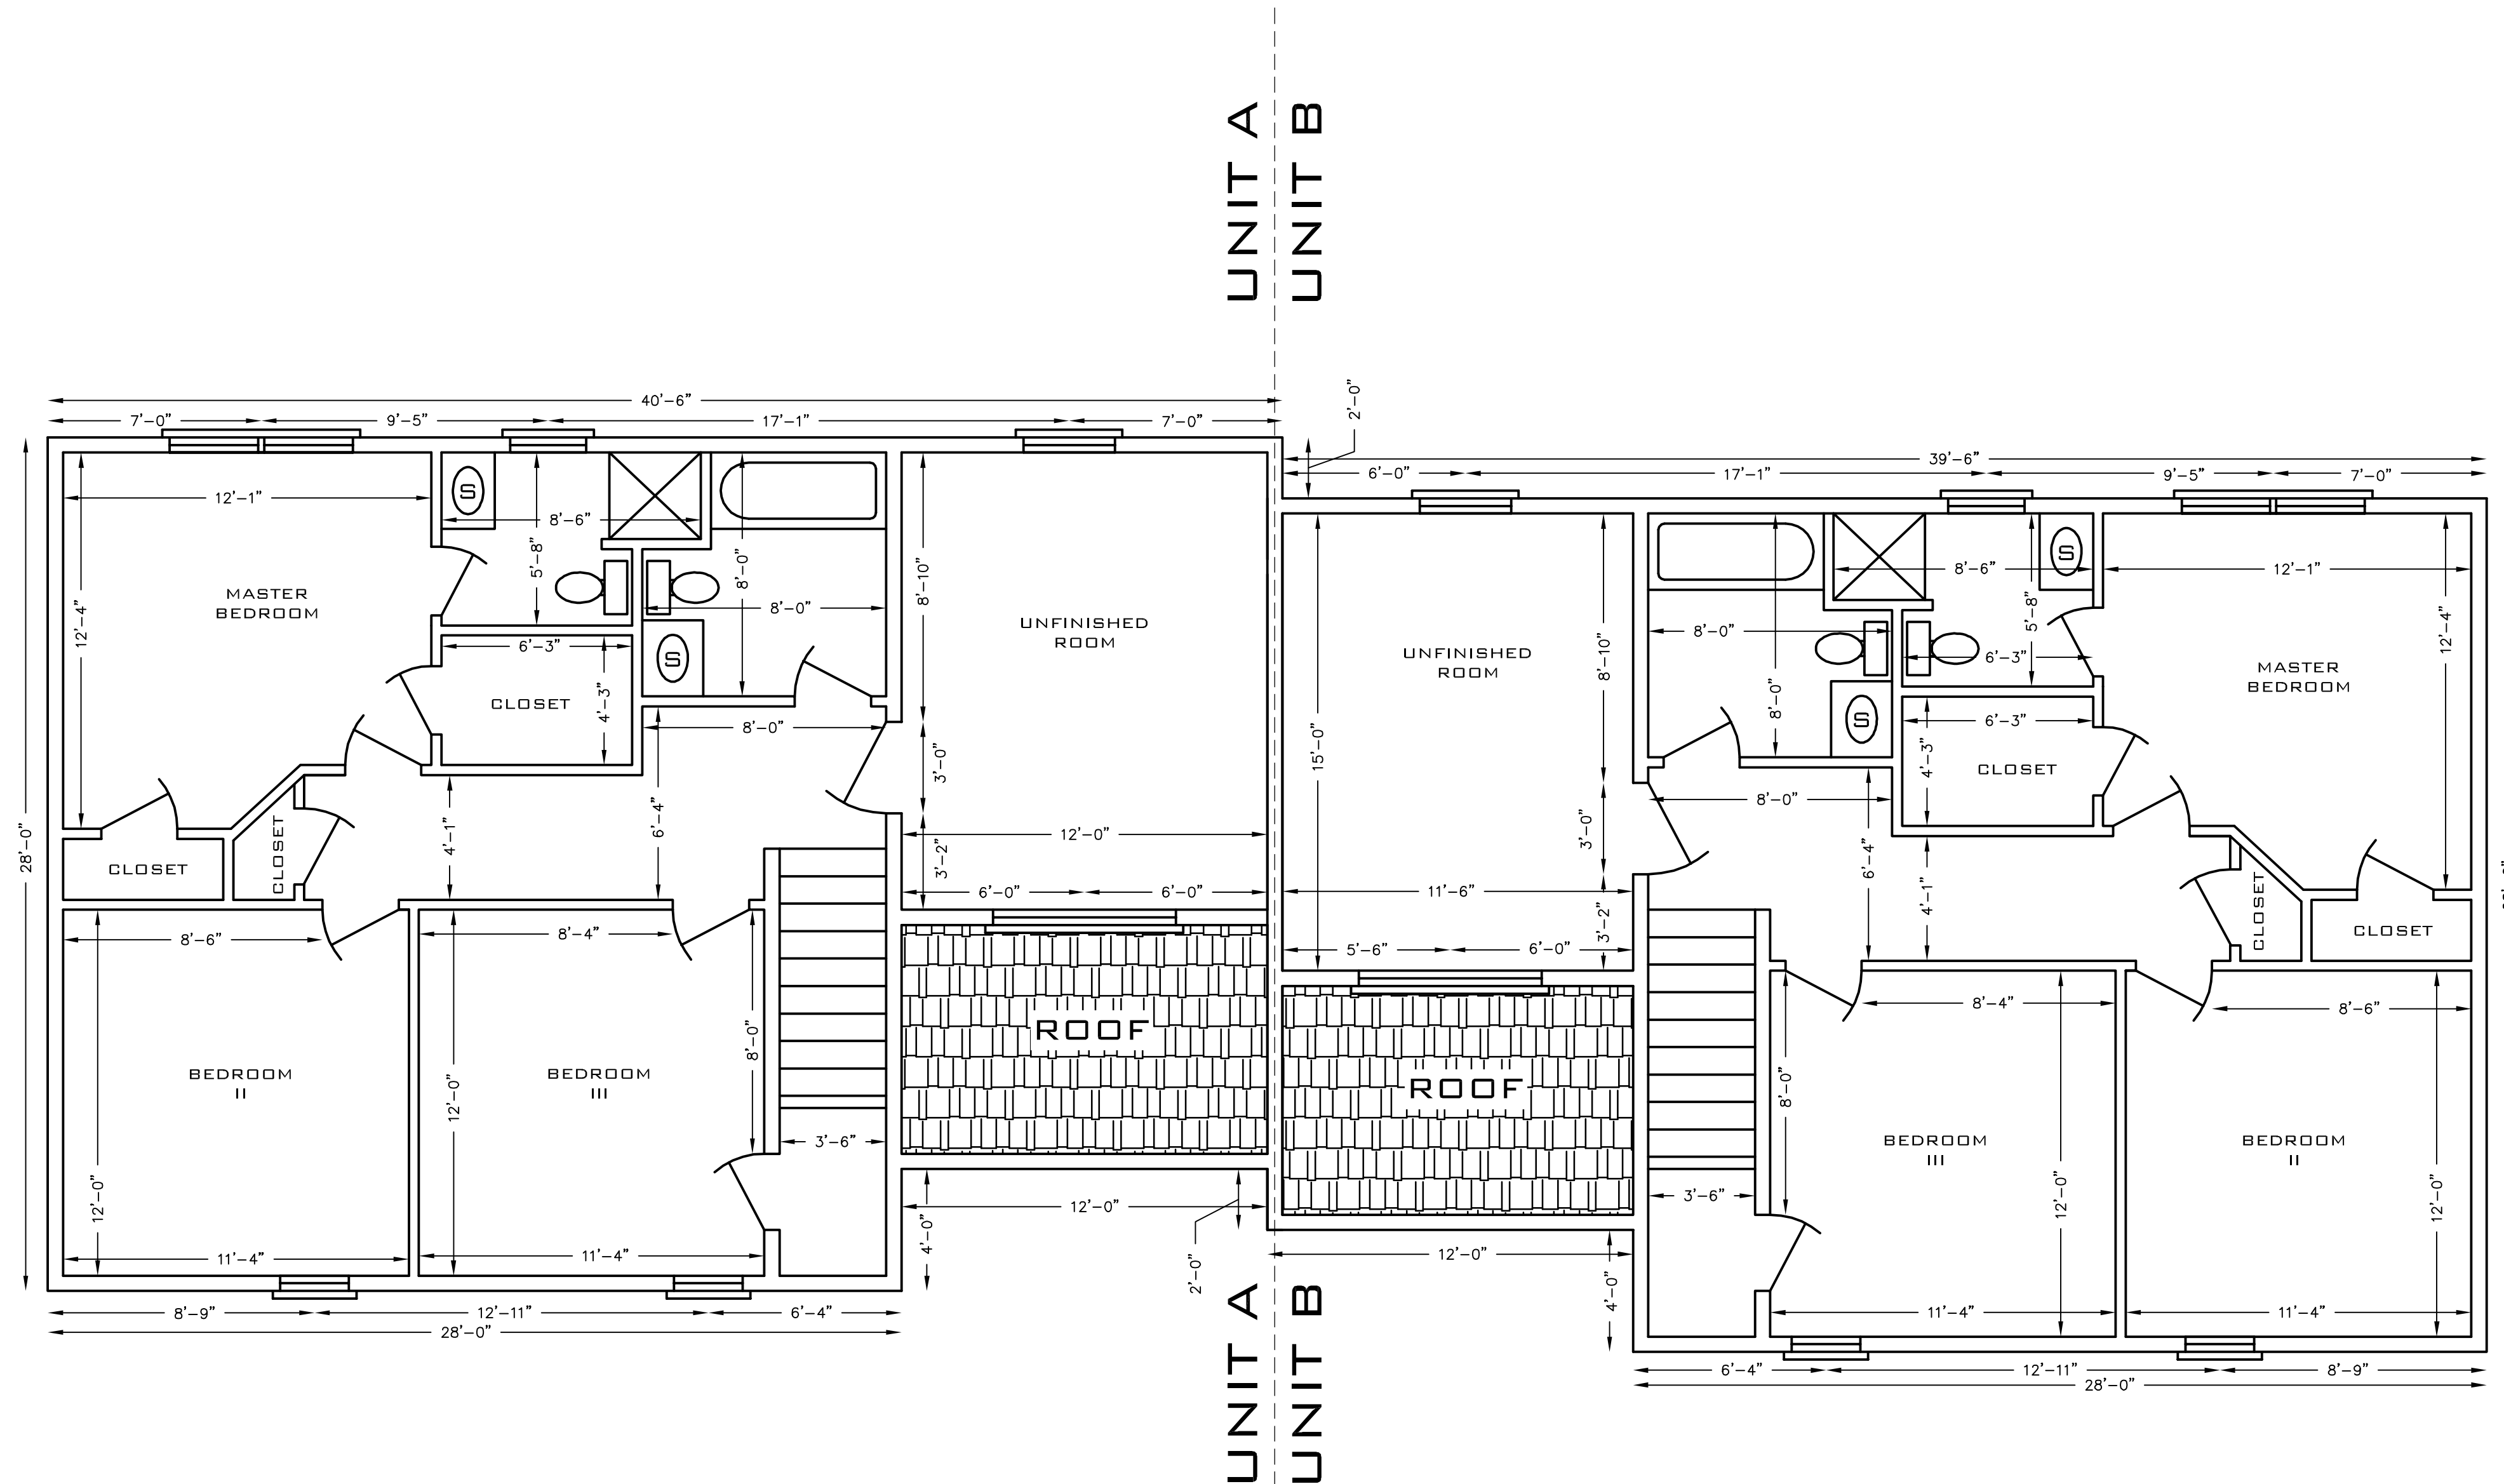 UNIT A
UNIT B
40'-6"
7'-0"
9'-5"
17'-1"
7'-0"
2'-0"
39'-6"
6'-0"
17'-1"
9'-5"
7'-0"
28'-0"
12'-1"
12'-4"
MASTER
BEDROOM
S
8'-6"
5'-8"
8'-0"
8'-0"
S
6'-3"
4'-3"
CLOSET
8'-0"
8'-10"
UNFINISHED
ROOM
3'-0"
3'-2"
12'-0"
6'-0"
6'-0"
CLOSET
CLOSET
4'-1"
6'-4"
8'-6"
8'-4"
8'-0"
BEDROOM
II
BEDROOM
III
12'-0"
12'-0"
11'-4"
11'-4"
3'-6"
ROOF
12'-0"
4'-0"
2'-0"
8'-9"
12'-11"
6'-4"
28'-0"
UNFINISHED
ROOM
15'-0"
8'-10"
3'-0"
3'-2"
11'-6"
5'-6"
6'-0"
8'-0"
8'-0"
S
8'-6"
5'-8"
S
6'-3"
6'-3"
4'-3"
CLOSET
12'-1"
12'-4"
MASTER
BEDROOM
8'-0"
6'-4"
4'-1"
CLOSET
CLOSET
ROOF
8'-4"
8'-6"
8'-0"
3'-6"
BEDROOM
III
BEDROOM
II
12'-0"
12'-0"
11'-4"
11'-4"
12'-0"
4'-0"
6'-4"
12'-11"
8'-9"
28'-0"
UNIT A
UNIT B